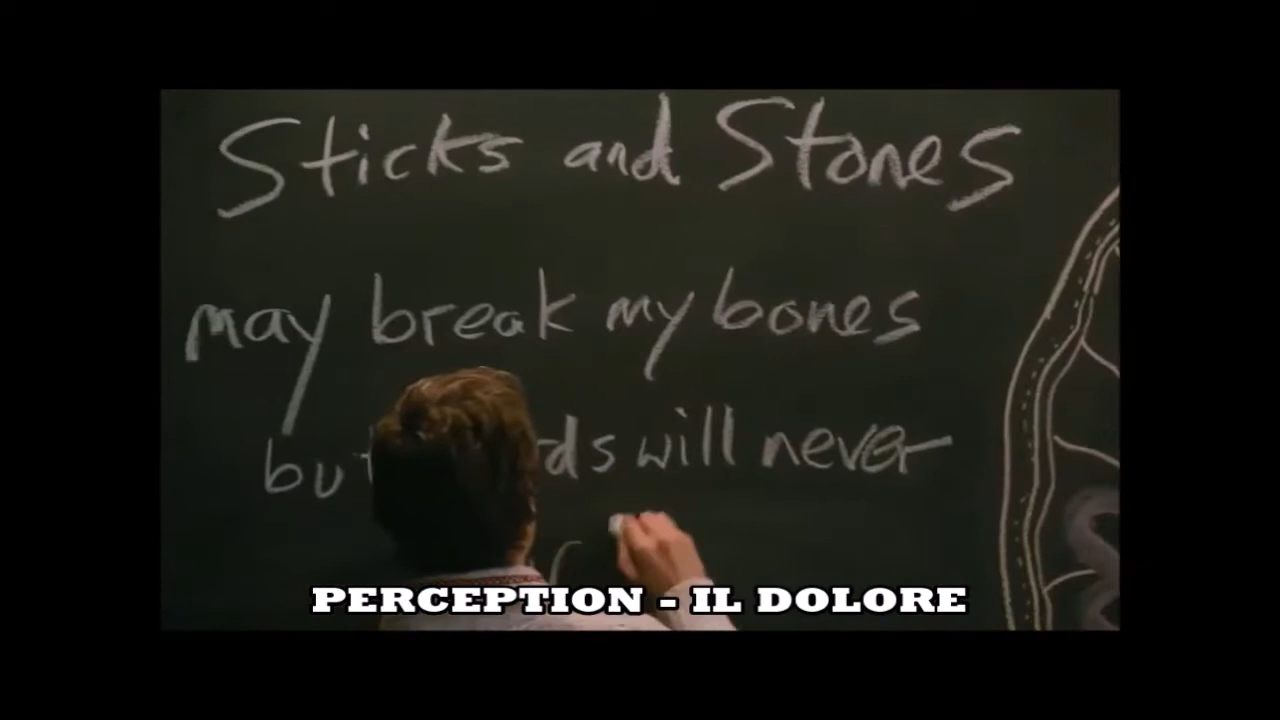 Sticks and Stones
may break my bones
will never
PERCEPTION - IL DOLORE